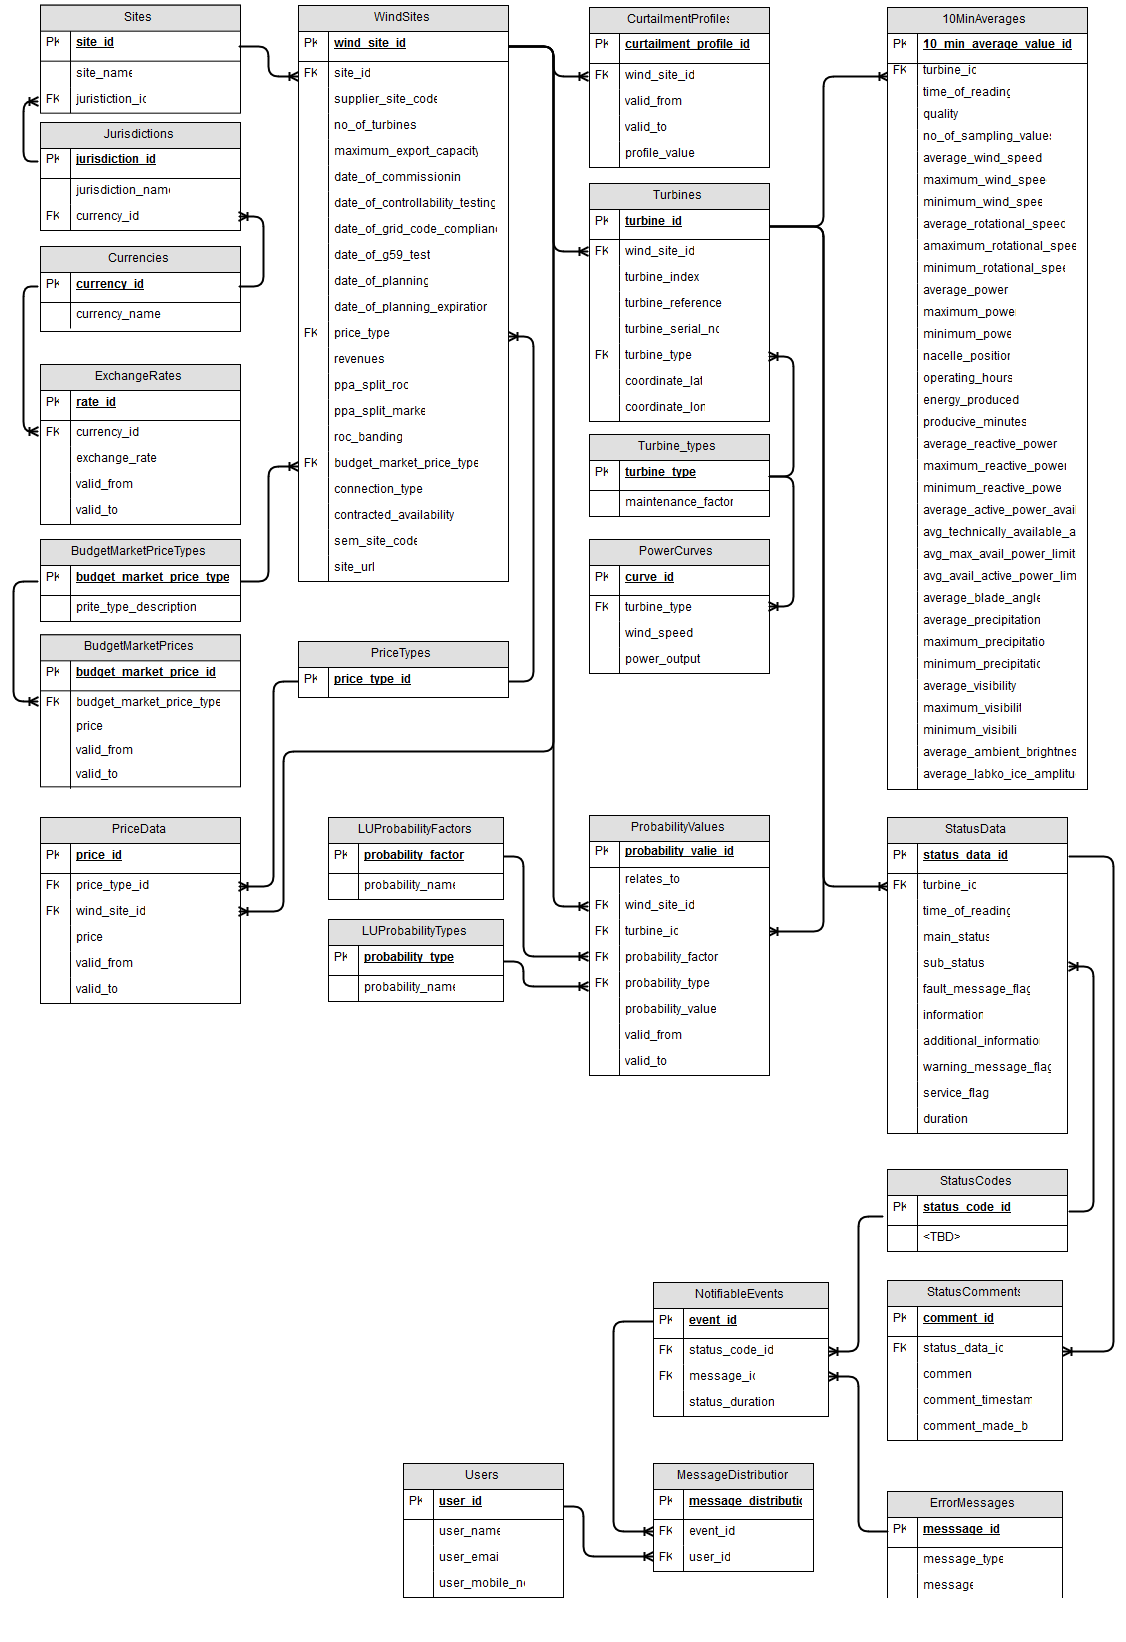 Sites
PK site_id
site_name
FK juristiction_ic
Jurisdictions
PK jurisdiction_id
jurisdiction_name
FK currency_id
Currencies
PK currency_id
currency_name
ExchangeRates
PK rate_id
FK currency_id
exchange_rate
valid_from
valid_to
BudgetMarketPriceTypes
PK budget_market_price_type
prite_type_description
BudgetMarketPrices
PK budget_market_price_id
FK budget_market_price_type
price
valid_from
valid_to
PriceData
PK price_id
FK price_type_id
FK wind_site_id
price
valid_from
valid_to
WindSites
PK wind_site_id
FK site_id
supplier_site_code
no_of_turbines
maximum_export_capacity
date_of_commissionin
date_of_controllability_testing
date_of_grid_code_complianc
date_of_g59_test
date_of_planning
date_of_planning_expiration
FK price_type
revenues
ppa_split_roc
ppa_split_marke
roc_banding
FK budget_market_price_type
connection_type
contracted_availability
sem_site_code
site_url
PriceTypes
PK price_type_id
LUProbabilityFactors
PK probability_factor
probability_name
LUProbabilityTypes
PK probability_type
probability_name
CurtailmentProfiles
PK curtailment_profile_id
FK wind_site_id
valid_from
valid_to
profile_value
Turbines
PK turbine_id
FK wind_site_id
turbine_index
turbine_reference
turbine_serial_nc
FK turbine_type
coordinate_lat
coordinate_lon
Turbine_types
PK turbine_type
maintenance_factor
PowerCurves
PK curve_id
FK turbine_type
wind_speed
power_output
ProbabilityValues
PK probability_valie_id
relates_to
FK wind_site_id
FK turbine_ic
FK probability_factor
FK probability_type
probability_value
valid_from
valid_to
10MinAverages
PK 10_min_average_value_id
FK turbine_ic
time_of_reading
quality
no_of_sampling_values
average_wind_speed
maximum_wind_spee
minimum_wind_spee
average_rotational_speed
amaximum_rotational_spee
minimum_rotational_spee
average_power
maximum_power
minimum_powe
nacelle_position
operating_hours
energy_produced
producive_minutes
average_reactive_power
maximum_reactive_power
minimum_reactive_powe
average_active_power_avai
avg_technically_available_a
avg_max_avail_power_limit
avg_avail_active_power_lim
average_blade_angle
average_precipitation
maximum_precipitatio
minimum_precipitatic
average_visibility
maximum_visibilit
minimum_visibili
average_ambient_brightnes
average_labko_ice_amplitu
StatusData
PK status_data_id
FK turbine_ic
time_of_reading
main_status
sub_status
fault_message_flag
information
additional_informatio
warning_message_flag
service_flag
duration
StatusCodes
PK status_code_id
<TBD>
StatusComments
PK comment_id
FK status_data_ic
commen
comment_timestam
comment_made_b
NotifiableEvents
PK event_id
FK status_code_id
FK message_ic
status_duration
Users
PK user_id
user_name
user_emai
user_mobile_n
MessageDistribution
PK message_distributic
FK event_id
FK user_id
ErrorMessages
PK messsage_id
message_type
message